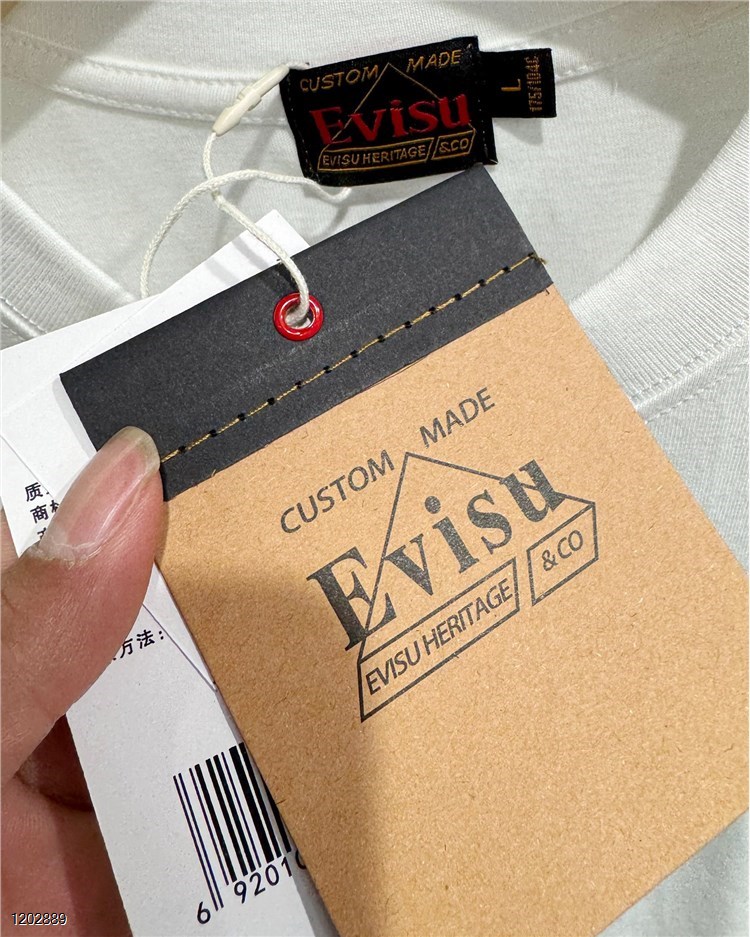 CUSTOM MADE
Evisu
EVISU HERITAGE &CO
L
CUSTOM MADE
Evisu
EVISU HERITAGE & CO
质
商
方法:
6 9201
1202889